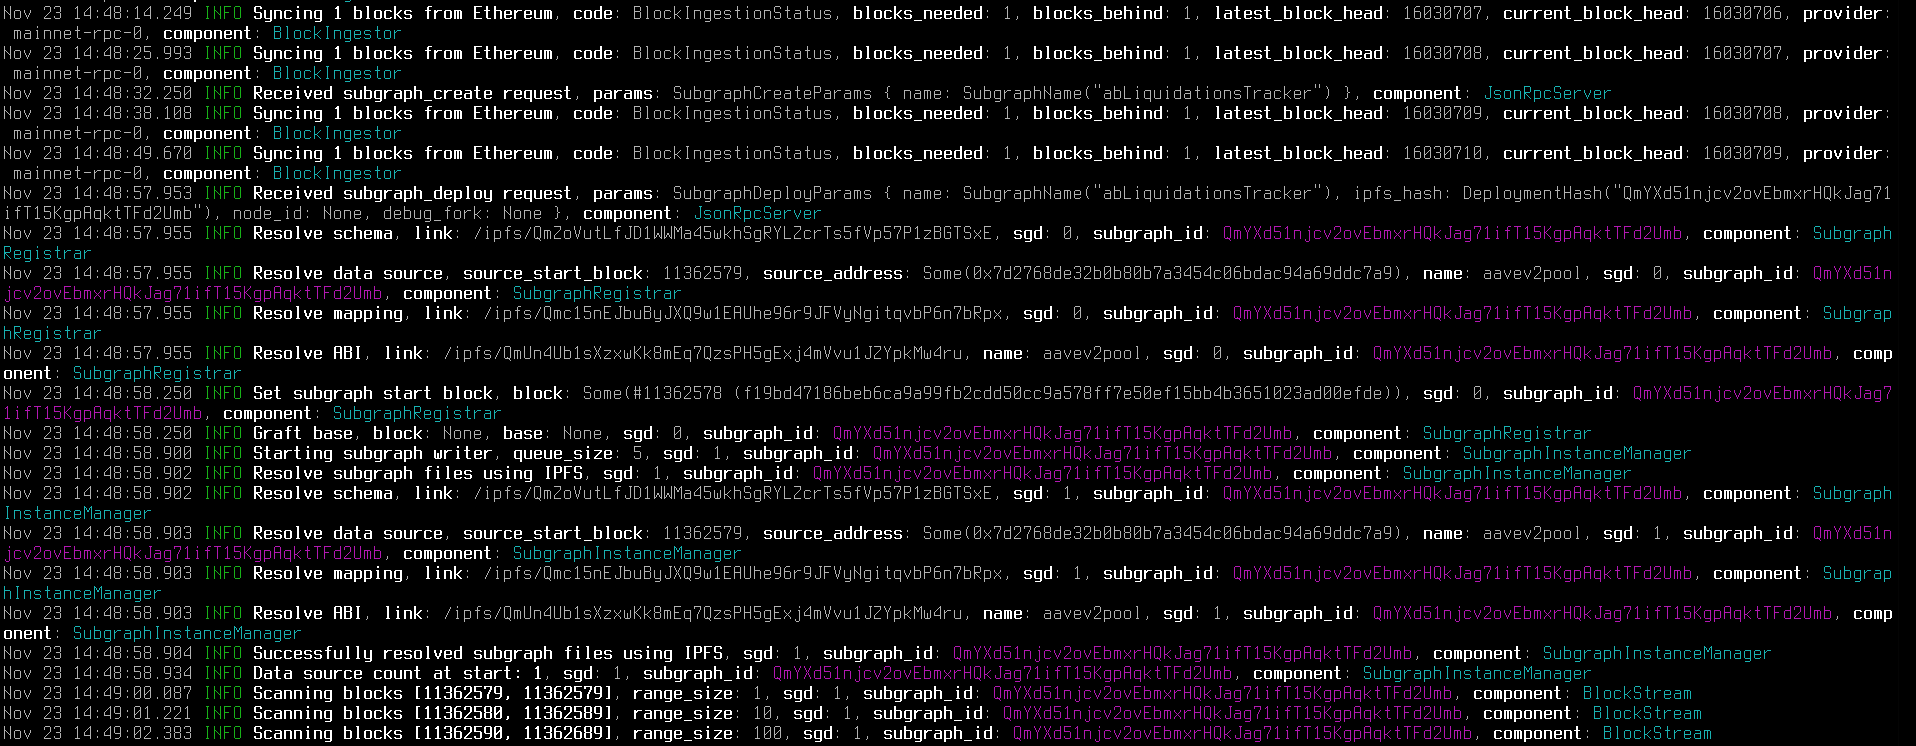 Nov 23 14:48:14.249 INFO Syncing 1 blocks from Ethereum, code: BlockIngestionStatus, blocks_needed: 1, blocks_behind: 1, latest_block_head: 16030707, current_block_head: 16030706, provider:
 mainnet-rpc-0, component: BlockIngestor
Nov 23 14:48:25.993 INFO Syncing 1 blocks from Ethereum, code: BlockIngestionStatus, blocks_needed: 1, blocks_behind: 1, latest_block_head: 16030708, current_block_head: 16030707, provider:
 mainnet-rpc-0, component: BlockIngestor
Nov 23 14:48:32.250 INFO Received subgraph_create request, params: SubgraphCreateParams { name: SubgraphName("abLiquidationsTracker") }, component: JsonRpcServer
Nov 23 14:48:38.108 INFO Syncing 1 blocks from Ethereum, code: BlockIngestionStatus, blocks_needed: 1, blocks_behind: 1, latest_block_head: 16030709, current_block_head: 16030708, provider:
 mainnet-rpc-0, component: BlockIngestor
Nov 23 14:48:49.670 INFO Syncing 1 blocks from Ethereum, code: BlockIngestionStatus, blocks_needed: 1, blocks_behind: 1, latest_block_head: 16030710, current_block_head: 16030709, provider:
 mainnet-rpc-0, component: BlockIngestor
Nov 23 14:48:57.953 INFO Received subgraph_deploy request, params: SubgraphDeployParams { name: SubgraphName("abLiquidationsTracker"), ipfs_hash: DeploymentHash("QmYXd51njcv2ovEbmxrHQkJag71
ifT15KgpAqktTFd2Umb"), node_id: None, debug_fork: None }, component: JsonRpcServer
Nov 23 14:48:57.955 INFO Resolve schema, link: /ipfs/QmZoVutLfJD1WWMa45wkhSgRYLZcrTs5fVp57P1zBGTSxE, sgd: 0, subgraph_id: QmYXd51njcv2ovEbmxrHQkJag71ifT15KgpAqktTFd2Umb, component: Subgraph
Registrar
Nov 23 14:48:57.955 INFO Resolve data source, source_start_block: 11362579, source_address: Some(0x7d2768de32b0b80b7a3454c06bdac94a69ddc7a9), name: aavev2pool, sgd: 0, subgraph_id: QmYXd51n
jcv2ovEbmxrHQkJag71ifT15KgpAqktTFd2Umb, component: SubgraphRegistrar
Nov 23 14:48:57.955 INFO Resolve mapping, link: /ipfs/Qmc15nEJbuByJXQ9w1EAUhe96r9JFVyNgitqvbP6n7bRpx, sgd: 0, subgraph_id: QmYXd51njcv2ovEbmxrHQkJag71ifT15KgpAqktTFd2Umb, component: Subgrap
hRegistrar
Nov 23 14:48:57.955 INFO Resolve ABI, link: /ipfs/QmUn4Ub1sXzxwKk8mEq7QzsPH5gExj4mVvu1JZYpkMw4ru, name: aavev2pool, sgd: 0, subgraph_id: QmYXd51njcv2ovEbmxrHQkJag71ifT15KgpAqktTFd2Umb, comp
onent: SubgraphRegistrar
Nov 23 14:48:58.250 INFO Set subgraph start block, block: Some(#11362578 (f19bd47186beb6ca9a99fb2cdd50cc9a578ff7e50ef15bb4b3651023ad00efde)), sgd: 0, subgraph_id: QmYXd51njcv2ovEbmxrHQkJag7
1ifT15KgpAqktTFd2Umb, component: SubgraphRegistrar
Nov 23 14:48:58.250 INFO Graft base, block: None, base: None, sgd: 0, subgraph_id: QmYXd51njcv2ovEbmxrHQkJag71ifT15KgpAqktTFd2Umb, component: SubgraphRegistrar
Nov 23 14:48:58.900 INFO Starting subgraph writer, queue_size: 5, sgd: 1, subgraph_id: QmYXd51njcv2ovEbmxrHQkJag71ifT15KgpAqktTFd2Umb, component: SubgraphInstanceManager
Nov 23 14:48:58.902 INFO Resolve subgraph files using IPFS, sgd: 1, subgraph_id: QmYXd51njcv2ovEbmxrHQkJag71ifT15KgpAqktTFd2Umb, component: SubgraphInstanceManager
Nov 23 14:48:58.902 INFO Resolve schema, link: /ipfs/QmZoVutLfJD1WWMa45wkhSgRYLZcrTs5fVp57P1zBGTSxE, sgd: 1, subgraph_id: QmYXd51njcv2ovEbmxrHQkJag71ifT15KgpAqktTFd2Umb, component: Subgraph
InstanceManager
Nov 23 14:48:58.903 INFO Resolve data source, source_start_block: 11362579, source_address: Some(0x7d2768de32b0b80b7a3454c06bdac94a69ddc7a9), name: aavev2pool, sgd: 1, subgraph_id: QmYXd51n
jcv2ovEbmxrHQkJag71ifT15KgpAqktTFd2Umb, component: SubgraphInstanceManager
Nov 23 14:48:58.903 INFO Resolve mapping, link: /ipfs/Qmc15nEJbuByJXQ9w1EAUhe96r9JFVyNgitqvbP6n7bRpx, sgd: 1, subgraph_id: QmYXd51njcv2ovEbmxrHQkJag71ifT15KgpAqktTFd2Umb, component: Subgrap
hInstanceManager
Nov 23 14:48:58.903 INFO Resolve ABI, link: /ipfs/QmUn4Ub1sXzxwKk8mEq7QzsPH5gExj4mVvu1JZYpkMw4ru, name: aavev2pool, sgd: 1, subgraph_id: QmYXd51njcv2ovEbmxrHQkJag71ifT15KgpAqktTFd2Umb, comp
onent: SubgraphInstanceManager
Nov 23 14:48:58.904 INFO Successfully resolved subgraph files using IPFS, sgd: 1, subgraph_id: QmYXd51njcv2ovEbmxrHQkJag71ifT15KgpAqktTFd2Umb, component: SubgraphInstanceManager
Nov 23 14:48:58.934 INFO Data source count at start: 1, sgd: 1, subgraph_id: QmYXd51njcv2ovEbmxrHQkJag71ifT15KgpAqktTFd2Umb, component: SubgraphInstanceManager
Nov 23 14:49:00.087 INFO Scanning blocks [11362579, 11362579], range_size: 1, sgd: 1, subgraph_id: QmYXd51njcv2ovEbmxrHQkJag71ifT15KgpAqktTFd2Umb, component: BlockStream
Nov 23 14:49:01.221 INFO Scanning blocks [11362580, 11362589], range_size: 10, sgd: 1, subgraph_id: QmYXd51njcv2ovEbmxrHQkJag71ifT15KgpAqktTFd2Umb, component: BlockStream
Nov 23 14:49:02.383 INFO Scanning blocks [11362590, 11362689], range_size: 100, sgd: 1, subgraph_id: QmYXd51njcv2ovEbmxrHQkJag71ifT15KgpAqktTFd2Umb, component: BlockStream